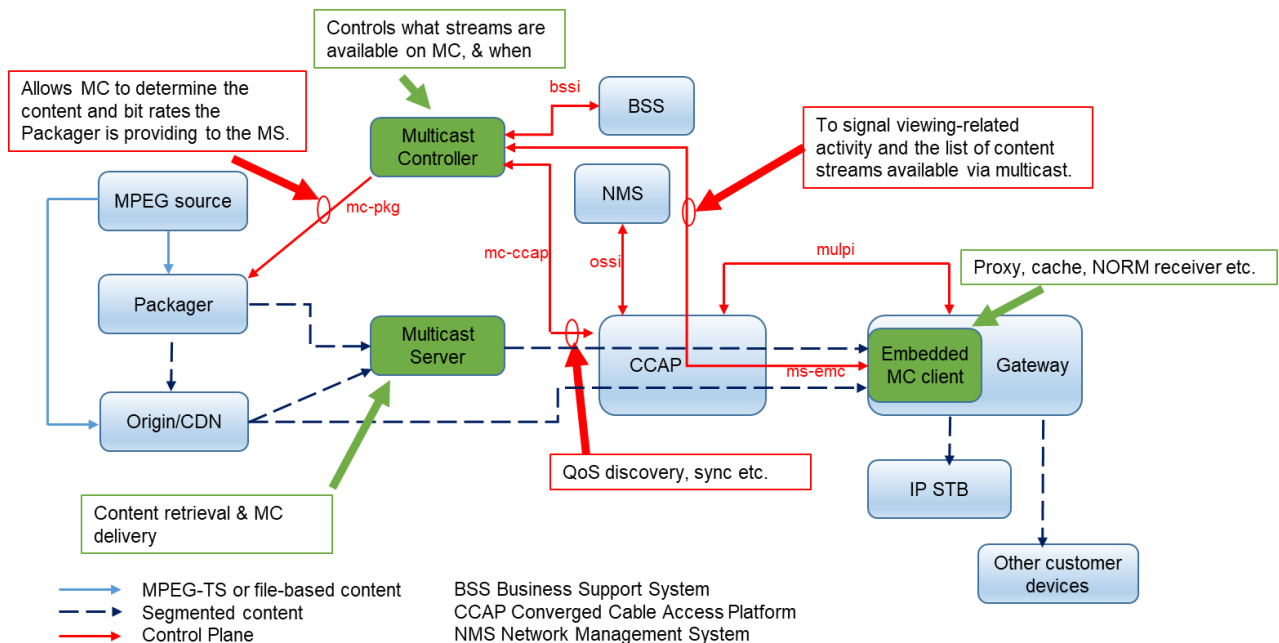 Controls what streams are
available on MC, & when
Allows MC to determine the
content and bit rates the
Packager is providing to the MS.
bssi
BSS
To signal viewing-related
activity and the list of content
streams available via multicast.
Multicast
Controller
NMS
MPEG source
mc-pkg
mc-ccap
ossi
mulpi
Proxy, cache, NORM receiver etc.
Packager
Multicast
Server
CCAP
Embedded
MC client
Gateway
ms-emc
Origin/CDN
QoS discovery, sync etc.
IP STB
Content retrieval & MC
delivery
Other customer
devices
MPEG-TS or file-based content
Segmented content
Control Plane
BSS Business Support System
CCAP Converged Cable Access Platform
NMS Network Management System